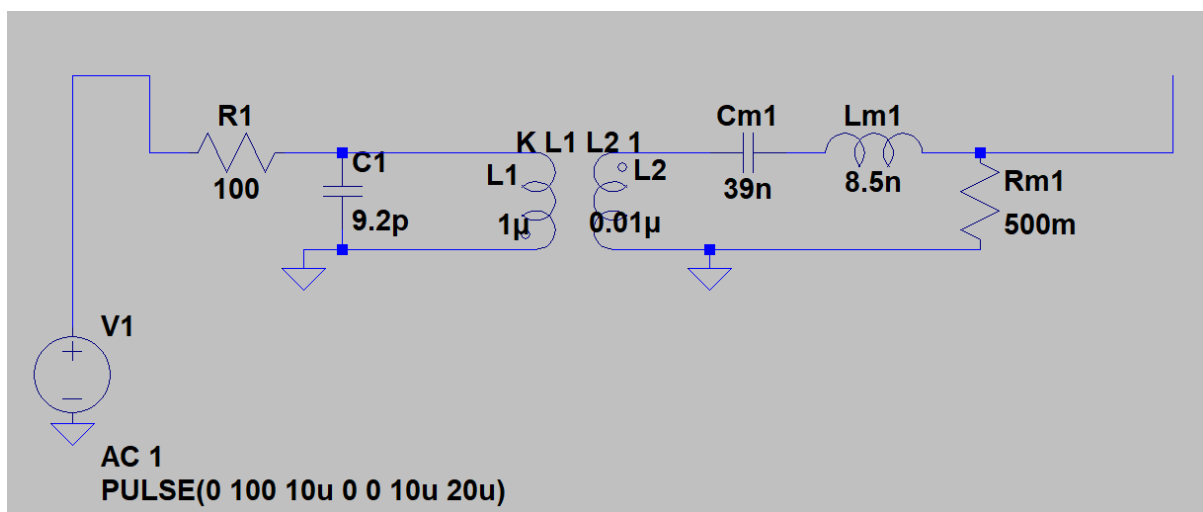 R1
100
C1
9.2p
K L1 L2 1
L1
1µ
L2
0.01µ
Cm1
39n
Lm1
8.5n
Rm1
500m
V1
AC 1
PULSE(0 100 10u 0 0 10u 20u)